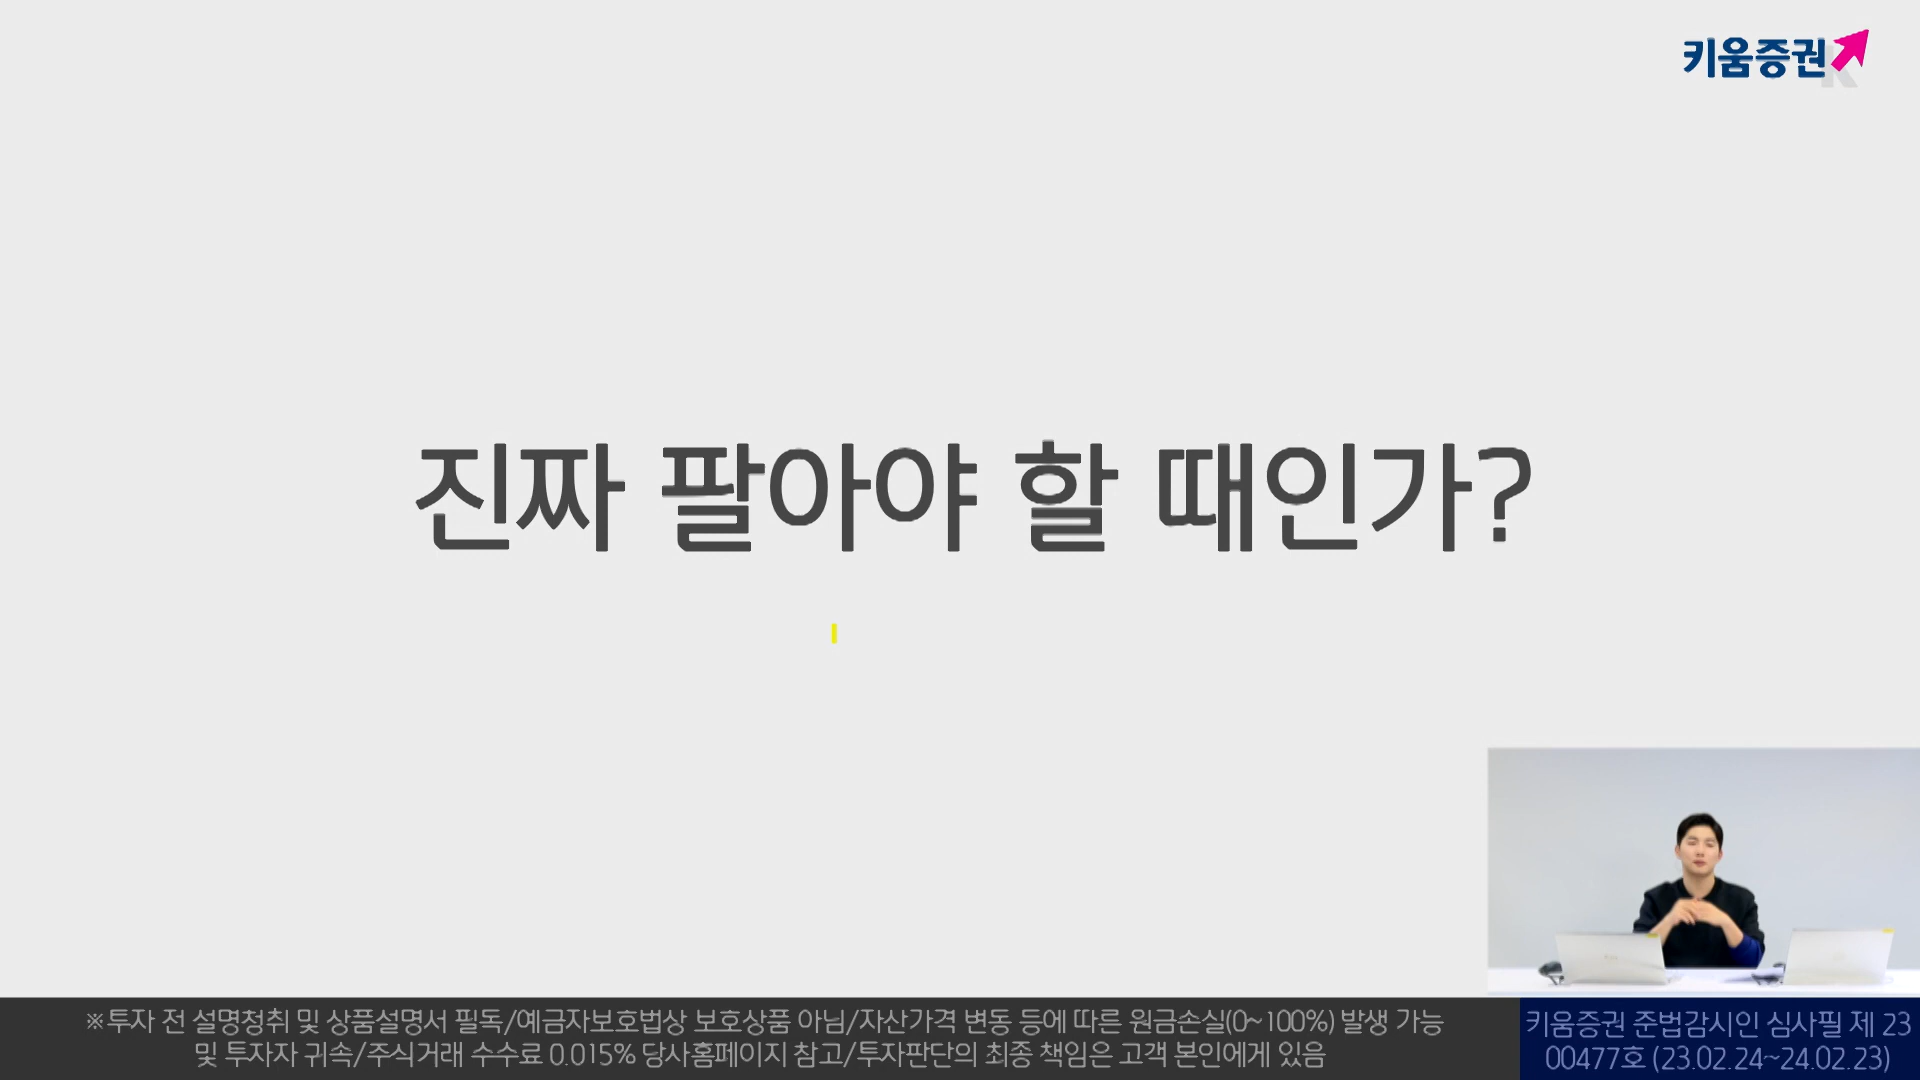 키움증권
진짜 팔아야 할 때인가?
※투자 전 설명청취 및 상품설명서 필독/예금자보호법상 보호상품 아님/자산가격 변동 등에 따른 원금손실(0~100%) 발생 가능
및 투자자 귀속/주식거래 수수료 0.015% 당사홈페이지 참고/투자판단의 최종 책임은 고객 본인에게 있음
키움증권 준법감시인 심사필 제 23
00477호 (23.02.24~24.02.23)